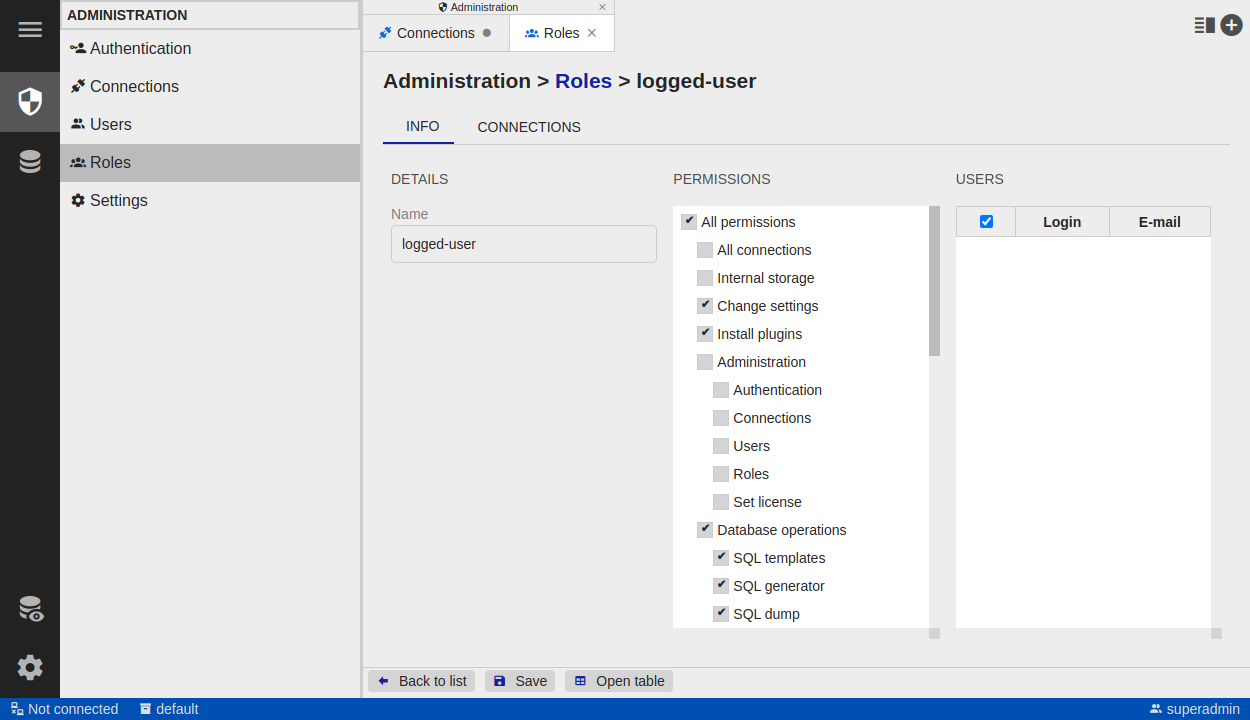 ADMINISTRATION
Authentication
Connections
Users
Roles
Settings
Administration
Connections
Roles
Administration > Roles > logged-user
INFO
CONNECTIONS
DETAILS
Name
logged-user
PERMISSIONS
All permissions
All connections
Internal storage
Change settings
Install plugins
Administration
Authentication
Connections
Users
Roles
Set license
Database operations
SQL templates
SQL generator
SQL dump
USERS
Login E-mail
Back to list Save Open table
Not connected default superadmin